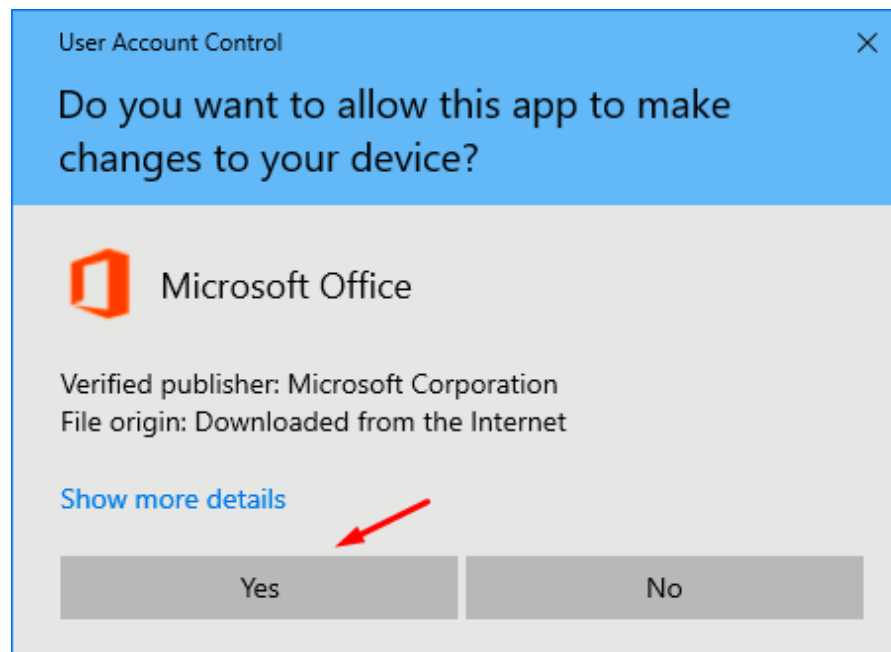 User Account Control
Do you want to allow this app to make
changes to your device?
Microsoft Office
Verified publisher: Microsoft Corporation
File origin: Downloaded from the Internet
Show more details
Yes
No